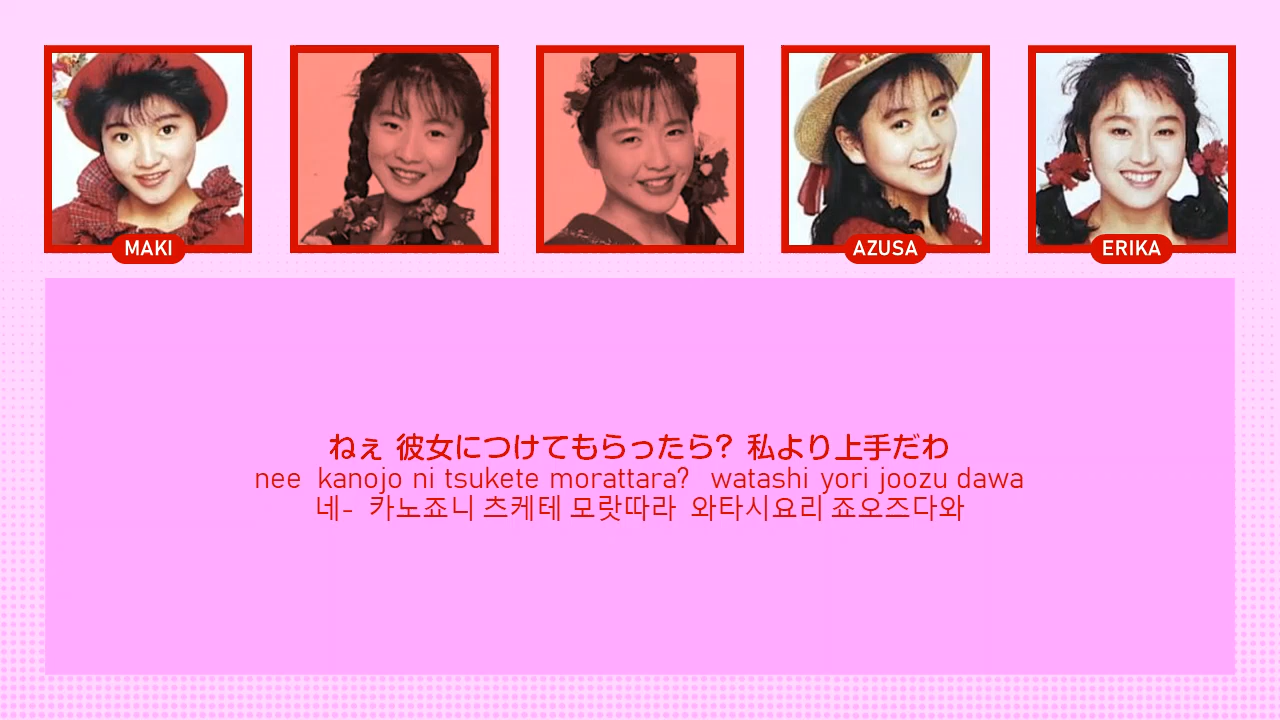 MAKI
AZUSA
ERIKA
ねぇ 彼女につけてもらったら? 私より上手だわ
nee kanojo ni tsukete morattara? watashi yori joozu dawa
네- 카노죠니 츠케테 모랏따라 와타시요리 죠오즈다와